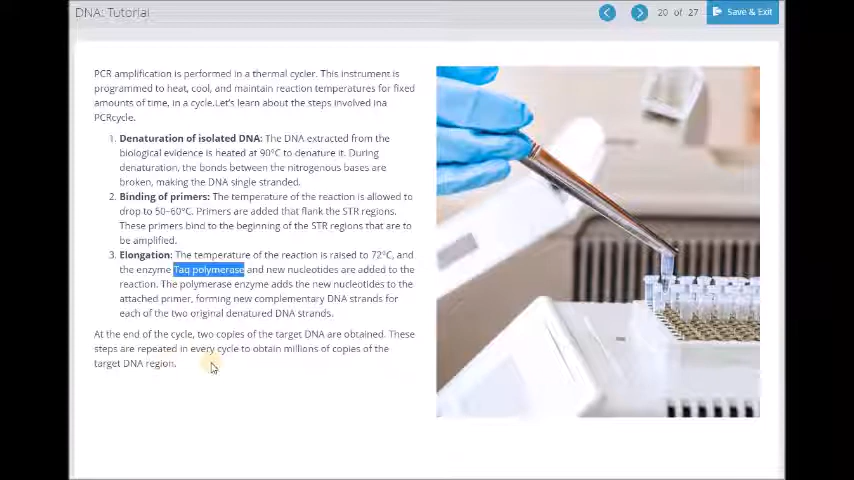 DNA: Tutorial
20 of 27
Save & Exit
PCR amplification is performed in a thermal cycler. This instrument is
programmed to heat, cool, and maintain reaction temperatures for fixed
amounts of time, in a cycle.Let's learn about the steps involved ina
PCRcycle.
1. Denaturation of isolated DNA: The DNA extracted from the
biological evidence is heated at 90°C to denature it. During
denaturation, the bonds between the nitrogenous bases are
broken, making the DNA single stranded.
2. Binding of primers: The temperature of the reaction is allowed to
drop to 50–60°C. Primers are added that flank the STR regions.
These primers bind to the beginning of the STR regions that are to
be amplified.
3. Elongation: The temperature of the reaction is raised to 72°C, and
the enzyme Taq polymerase and new nucleotides are added to the
reaction. The polymerase enzyme adds the new nucleotides to the
attached primer, forming new complementary DNA strands for
each of the two original denatured DNA strands.
At the end of the cycle, two copies of the target DNA are obtained. These
steps are repeated in every cycle to obtain millions of copies of the
target DNA region.